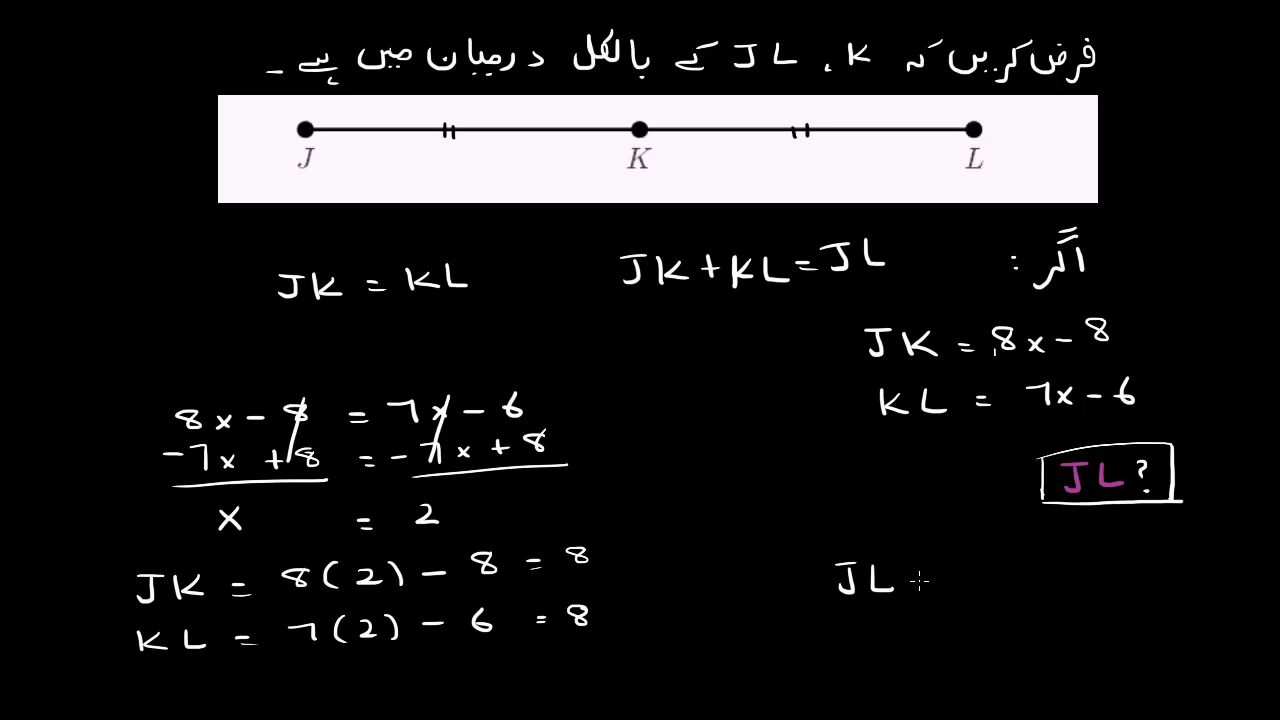 فرض کریں کہ K ، JL کے بالکل درمیان میں ہے ۔
J K L
JK = KL
JK + KL = JL
اگر :
JK = 8x - 8
KL = 7x - 6
JL ?
8x - 8 = 7x - 6
-7x + 8 = -7x + 8
x = 2
JK = 8(2) - 8 = 8
KL = 7(2) - 6 = 8
JL